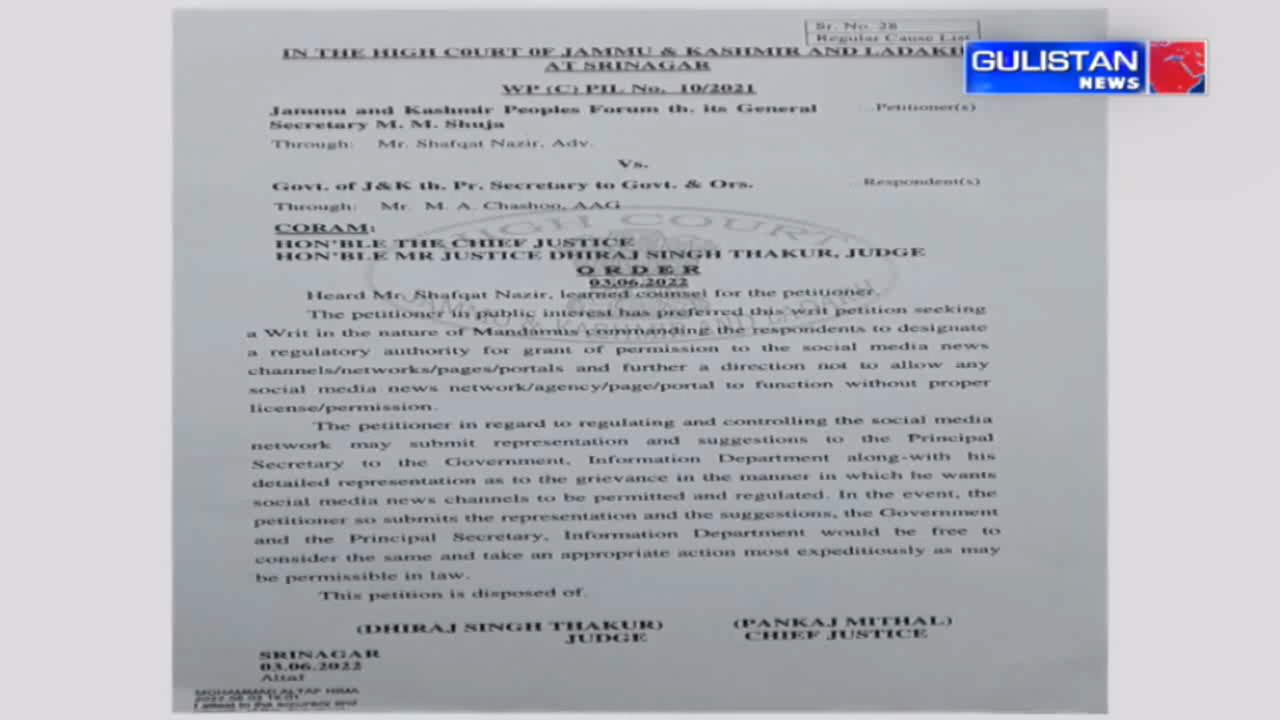 Sr. No. 28
Regular Cause List
IN THE HIGH COURT OF JAMMU & KASHMIR AND LADAKH
AT SRINAGAR
GULISTAN
NEWS
WP (C) PIL No. 10/2021
Jammu and Kashmir Peoples Forum th. its General
Secretary M. M. Shuja
...Petitioner(s)
Through: Mr. Shafqat Nazir, Adv.
Vs.
Govt. of J&K th. Pr. Secretary to Govt. & Ors.
...Respondent(s)
Through: Mr. M. A. Chashoo, AAG
CORAM:
HON'BLE THE CHIEF JUSTICE
HON'BLE MR JUSTICE DHIRAJ SINGH THAKUR, JUDGE
O R D E R
03.06.2022
Heard Mr. Shafqat Nazir, learned counsel for the petitioner.
The petitioner in public interest has preferred this writ petition seeking
a Writ in the nature of Mandamus commanding the respondents to designate
a regulatory authority for grant of permission to the social media news
channels/networks/pages/portals and further a direction not to allow any
social media news network/agency/page/portal to function without proper
license/permission.
The petitioner in regard to regulating and controlling the social media
network may submit representation and suggestions to the Principal
Secretary to the Government, Information Department along-with his
detailed representation as to the grievance in the manner in which he wants
social media news channels to be permitted and regulated. In the event, the
petitioner so submits the representation and the suggestions, the Government
and the Principal Secretary, Information Department would be free to
consider the same and take an appropriate action most expeditiously as may
be permissible in law.
This petition is disposed of.
(DHIRAJ SINGH THAKUR) (PANKAJ MITHAL)
JUDGE CHIEF JUSTICE
SRINAGAR
03.06.2022
Altaf
MOHAMMAD ALTAF NIMA
I attest to the accuracy and